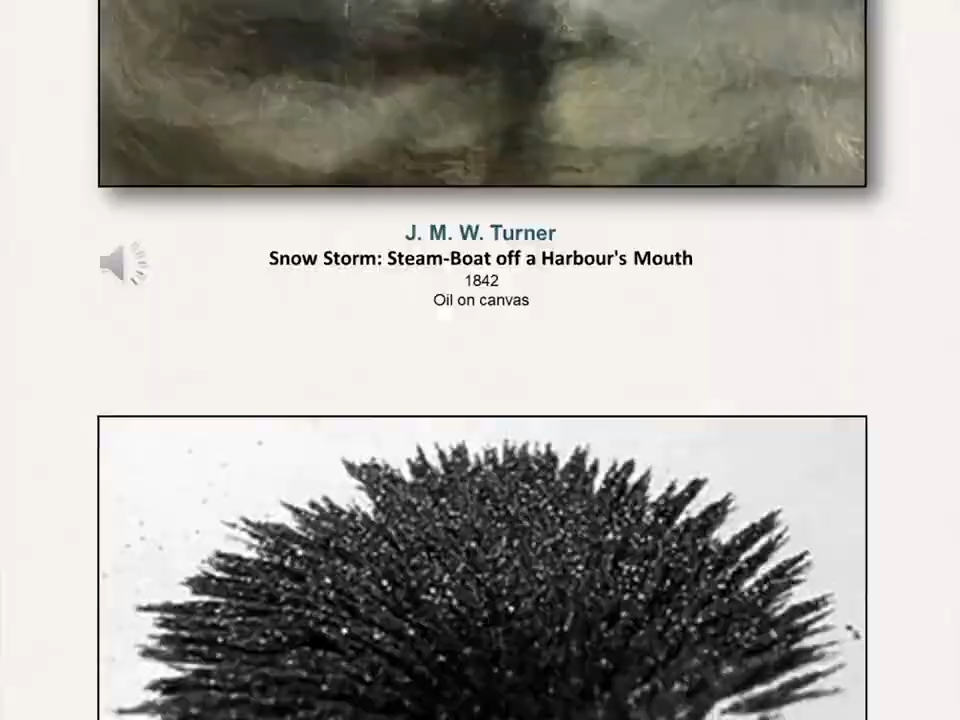 J. M. W. Turner
Snow Storm: Steam-Boat off a Harbour's Mouth
1842
Oil on canvas